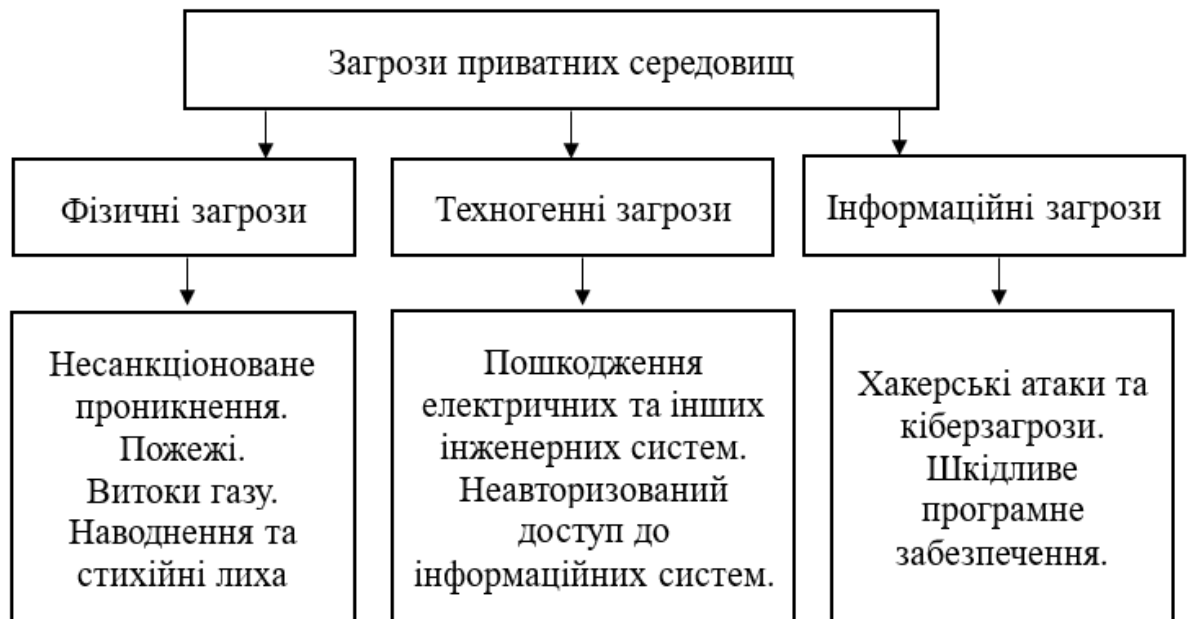 Загрози приватних середовищ
Фізичні загрози
Техногенні загрози
Інформаційні загрози
Несанкціоноване
проникнення.
Пожежі.
Витоки газу.
Наводнення та
стихійні лиха
Пошкодження
електричних та інших
інженерних систем.
Неавторизований
доступ до
інформаційних систем.
Хакерські атаки та
кіберзагрози.
Шкідливе
програмне
забезпечення.